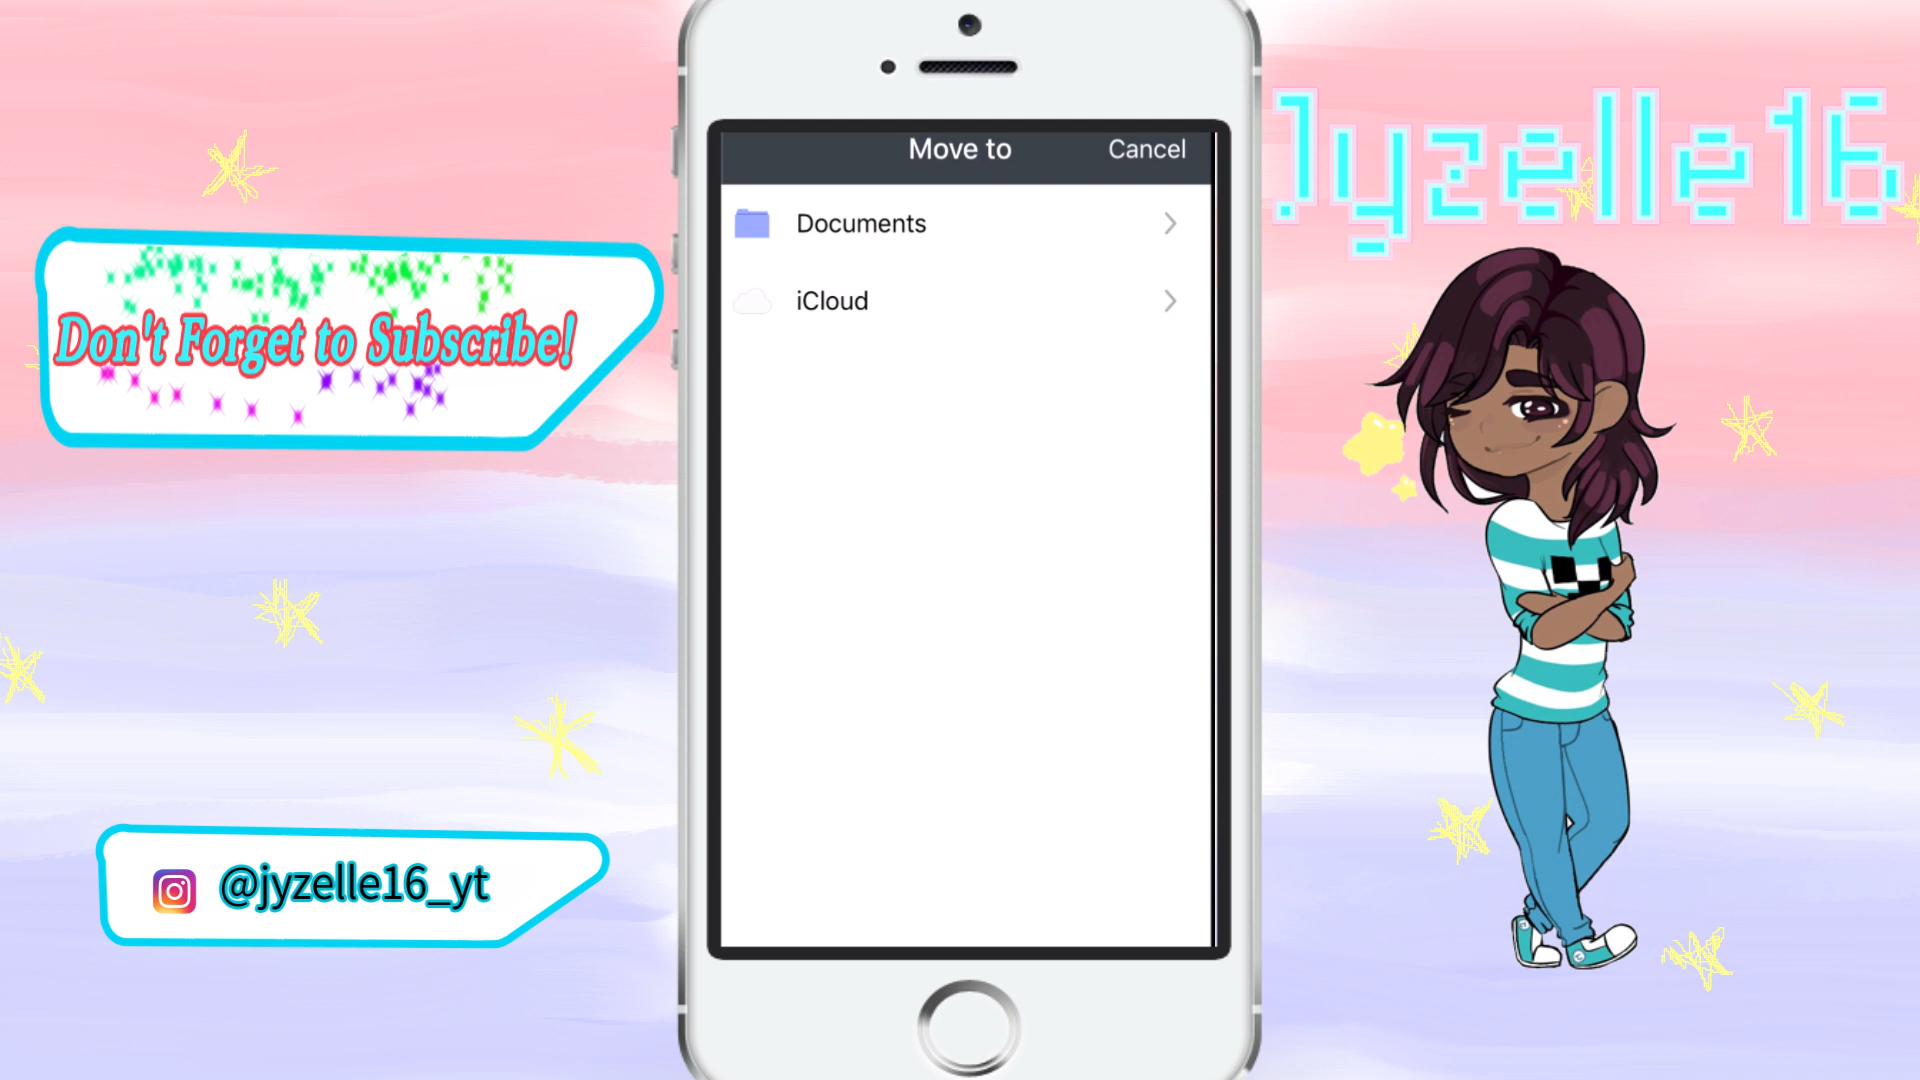 Move to
Cancel
Documents
iCloud
Don't Forget to Subscribe!
@jyzelle16_yt
Jyzelle16